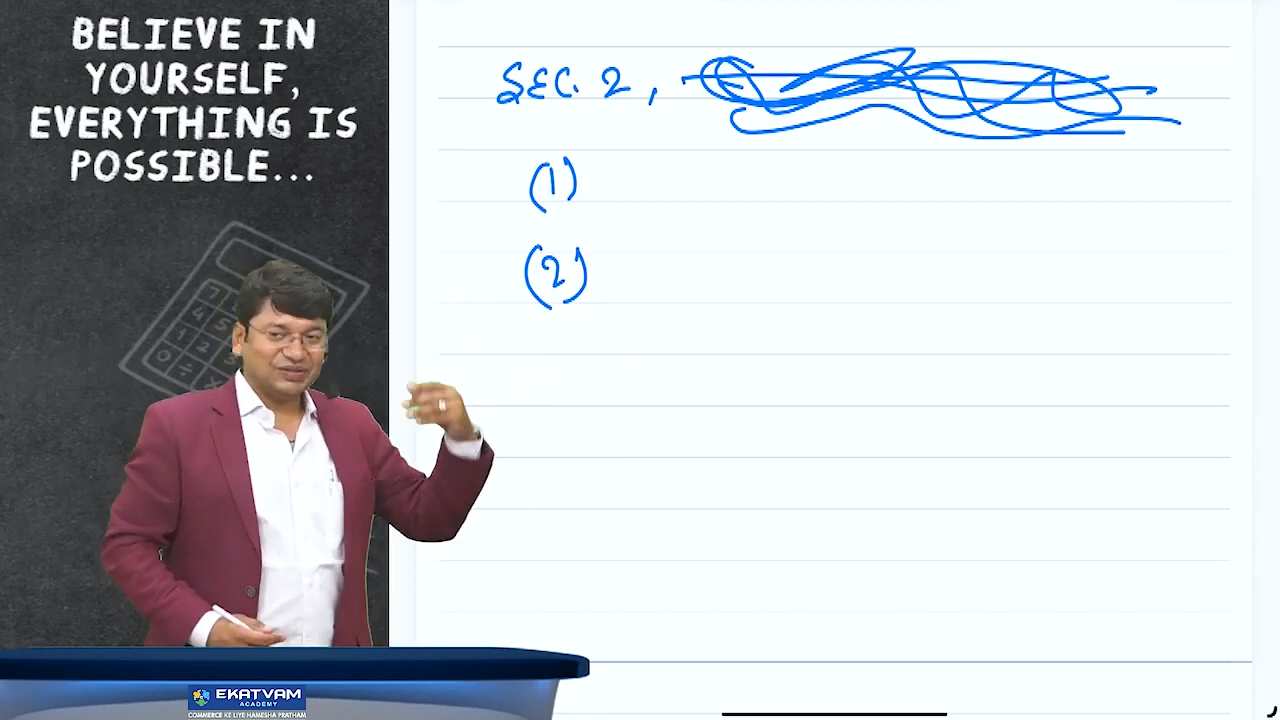 BELIEVE IN
YOURSELF,
EVERYTHING IS
POSSIBLE...
SEC. 2,
(1)
(2)
EKATVAM
ACADEMY
COMMERCE KE LIYE HAMESHA PRATHAM